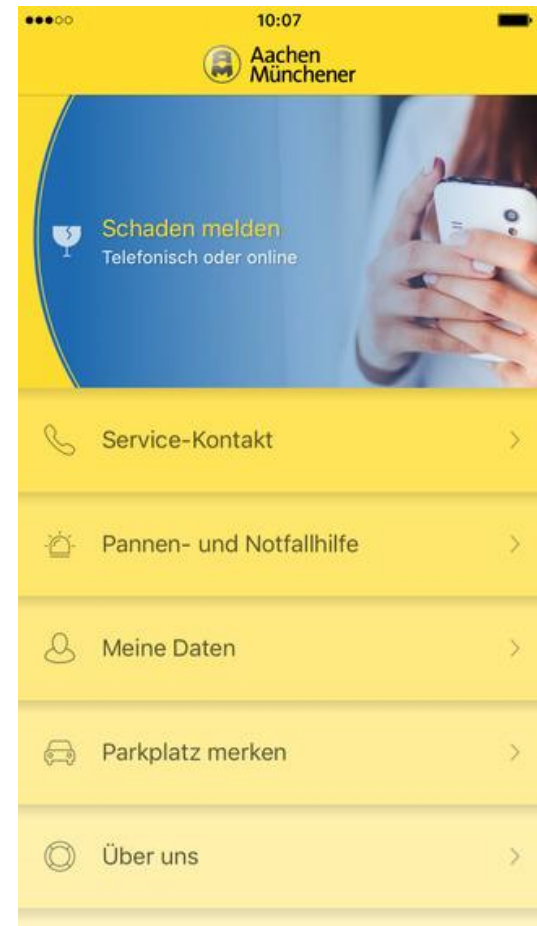 10:07
Aachen
Münchener
Schaden melden
Telefonisch oder online
Service-Kontakt
Pannen- und Notfallhilfe
Meine Daten
Parkplatz merken
Über uns